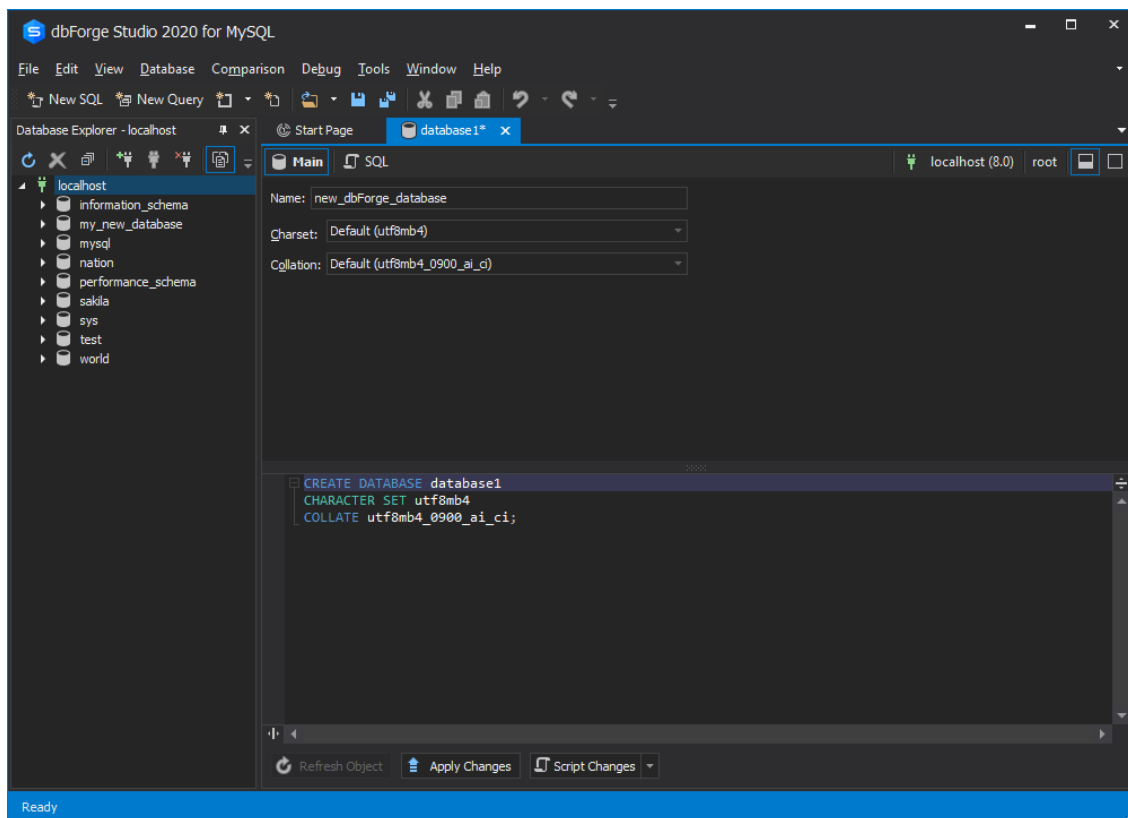 dbForge Studio 2020 for MySQL
File Edit View Database Comparison Debug Tools Window Help
New SQL New Query
Database Explorer - localhost
Start Page
database1*
Main
SQL
localhost (8.0)
root
localhost
information_schema
my_new_database
mysql
nation
performance_schema
sakila
sys
test
world
Name: new_dbForge_database
Charset: Default (utf8mb4)
Collation: Default (utf8mb4_0900_ai_ci)
CREATE DATABASE database1
CHARACTER SET utf8mb4
COLLATE utf8mb4_0900_ai_ci;
Refresh Object
Apply Changes
Script Changes
Ready